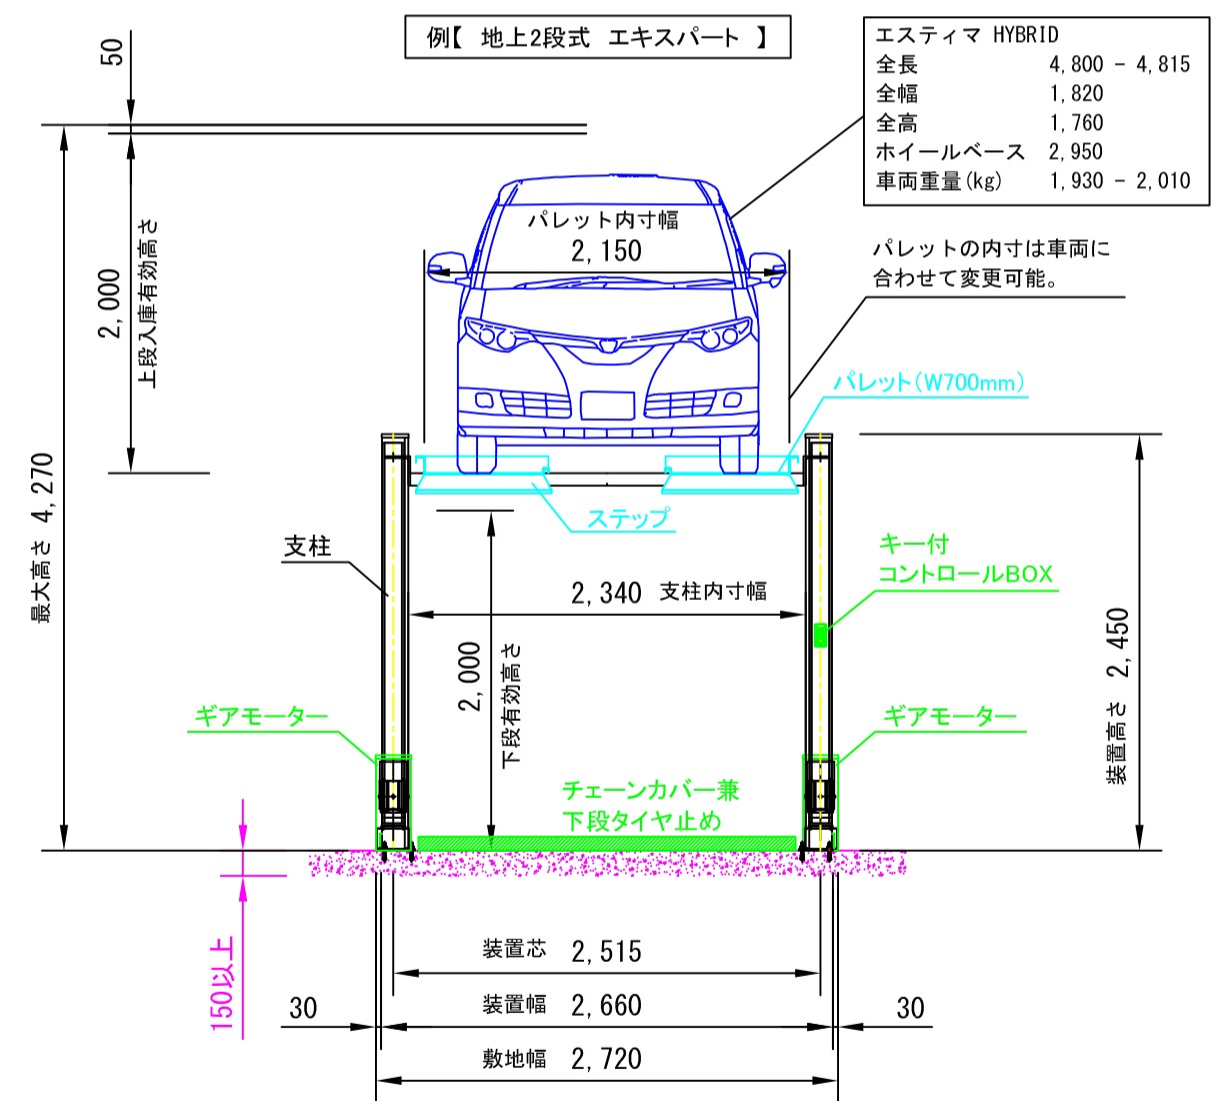 例【 地上2段式 エキスパート 】
エスティマ HYBRID
全長 4,800 - 4,815
全幅 1,820
全高 1,760
ホイールベース 2,950
車両重量(kg) 1,930 - 2,010
50
パレット内寸幅
2,150
パレットの内寸は車両に
合わせて変更可能。
2,000
上段入庫有効高さ
パレット(W700mm)
最大高さ 4,270
ステップ
支柱
キー付
コントロールBOX
2,340 支柱内寸幅
2,000
下段有効高さ
装置高さ 2,450
ギアモーター
ギアモーター
チェーンカバー兼
下段タイヤ止め
150以上
装置芯 2,515
30
装置幅 2,660
30
敷地幅 2,720